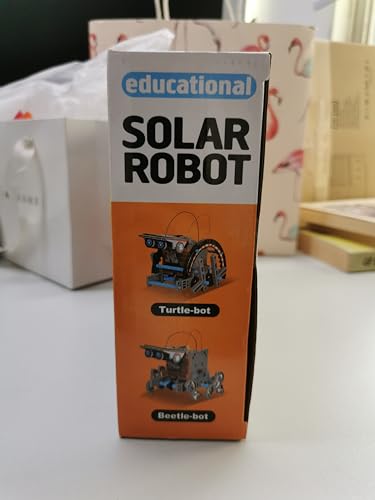 educational
SOLAR
ROBOT
Turtle-bot
Beetle-bot